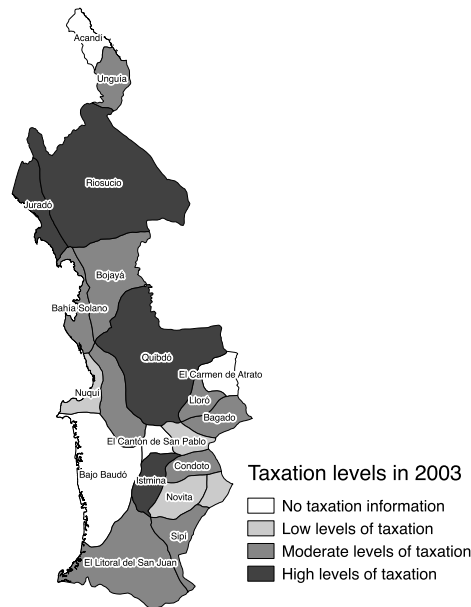 Acandí
Unguía
Riosucio
Juradó
Bojayá
Bahía Solano
Quibdó
El Carmen de Atrato
Nuquí
Lloró
Bagado
El Cantón de San Pablo
Condoto
Bajo Baudó
Istmina
Novita
Sipí
El Litoral del San Juan
Taxation levels in 2003
No taxation information
Low levels of taxation
Moderate levels of taxation
High levels of taxation